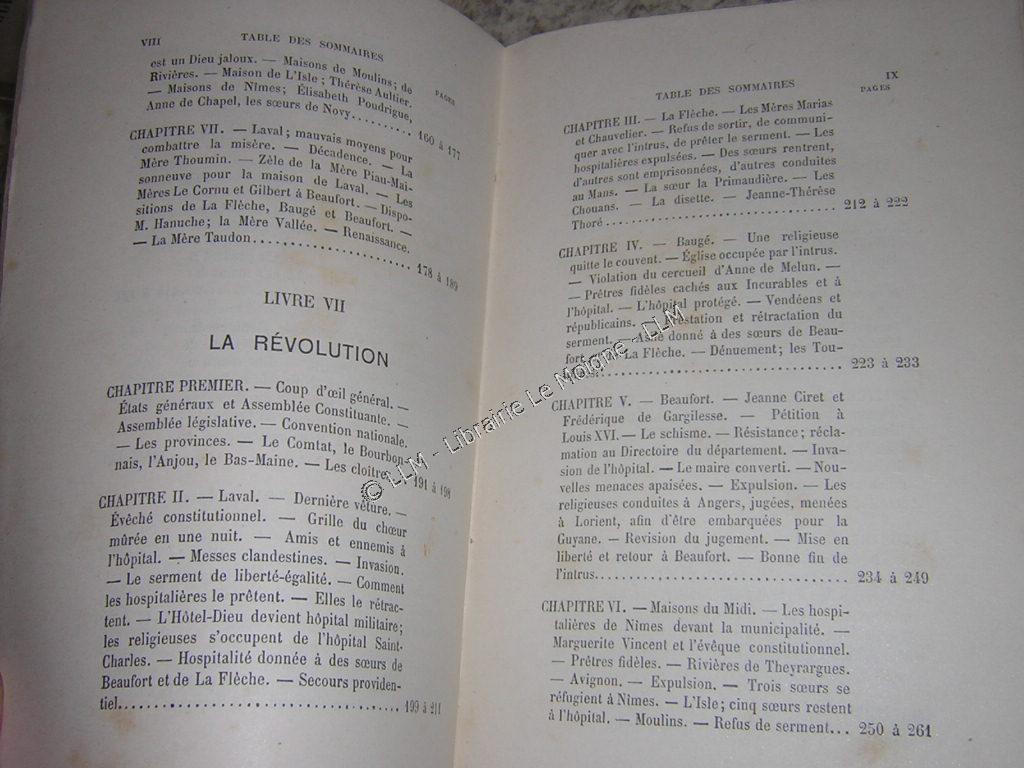 VIII TABLE DES SOMMAIRES
PAGES
est un Dieu jaloux. — Maisons de Moulins; de
Rivières. — Maison de L'Isle; Thérèse Aultier.
— Maisons de Nîmes; Élisabeth Poudrigue,
Anne de Chapel, les sœurs de Novy.......... 160 à 177
CHAPITRE VII. — Laval; mauvais moyens pour
combattre la misère. — Décadence. — La
Mère Thoumin. — Zèle de la Mère Piau-Mai-
sonneuve pour la maison de Laval. — Les
Mères Le Cornu et Gilbert à Beaufort. — Dispo-
sitions de La Flèche, Baugé et Beaufort. —
M. Hanuche; la Mère Vallée. — Renaissance.
— La Mère Taudon.......................... 178 à 189
LIVRE VII
LA RÉVOLUTION
CHAPITRE PREMIER. — Coup d'œil général. —
États généraux et Assemblée Constituante. —
Assemblée législative. — Convention nationale.
— Les provinces. — Le Comtat, le Bourbon-
nais, l'Anjou, le Bas-Maine. — Les cloître 191 à 198
CHAPITRE II. — Laval. — Dernière vêture. —
Évêché constitutionnel. — Grille du chœur
mûrée en une nuit. — Amis et ennemis à
l'hôpital. — Messes clandestines. — Invasion.
— Le serment de liberté-égalité. — Comment
les hospitalières le prêtent. — Elles le rétrac-
tent. — L'Hôtel-Dieu devient hôpital militaire;
les religieuses s'occupent de l'hôpital Saint-
Charles. — Hospitalité donnée à des sœurs de
Beaufort et de La Flèche. — Secours providen-
tiel.................................... 199 à 211
TABLE DES SOMMAIRES IX
PAGES
CHAPITRE III. — La Flèche. — Les Mères Marias
et Chauvelier. — Refus de sortir, de communi-
quer avec l'intrus, de prêter le serment. — Les
hospitalières expulsées. — Des sœurs rentrent,
d'autres sont emprisonnées, d'autres conduites
au Mans. — La sœur la Primaudière. — Les
Chouans. — La disette. — Jeanne-Thérèse
Thoré.............................. 212 à 222
CHAPITRE IV. — Baugé. — Une religieuse
quitte le couvent. — Église occupée par l'intrus.
— Violation du cercueil d'Anne de Melun. —
— Prêtres fidèles cachés aux Incurables et à
l'hôpital. — L'hôpital protégé. — Vendéens et
républicains. — Prestation et rétractation du
serment. — Asile donné à des sœurs de Beau-
fort La Flèche. — Dénuement; les Tou-
.............................. 223 à 233
CHAPITRE V. — Beaufort. — Jeanne Ciret et
Frédérique de Gargilesse. — Pétition à
Louis XVI. — Le schisme. — Résistance; récla-
mation au Directoire du département. — Inva-
sion de l'hôpital. — Le maire converti. — Nou-
velles menaces apaisées. — Expulsion. — Les
religieuses conduites à Angers, jugées, menées
à Lorient, afin d'être embarquées pour la
Guyane. — Revision du jugement. — Mise en
liberté et retour à Beaufort. — Bonne fin de
l'intrus.................................. 234 à 249
CHAPITRE VI. — Maisons du Midi. — Les hospi-
talières de Nîmes devant la municipalité. —
Marguerite Vincent et l'évêque constitutionnel.
— Prêtres fidèles. — Rivières de Theyrargues.
— Avignon. — Expulsion. — Trois sœurs se
réfugient à Nîmes. — L'Isle; cinq sœurs restent
à l'hôpital. — Moulins. — Refus de serment... 250 à 261
© LLM - Librairie Le Moigne - LLM